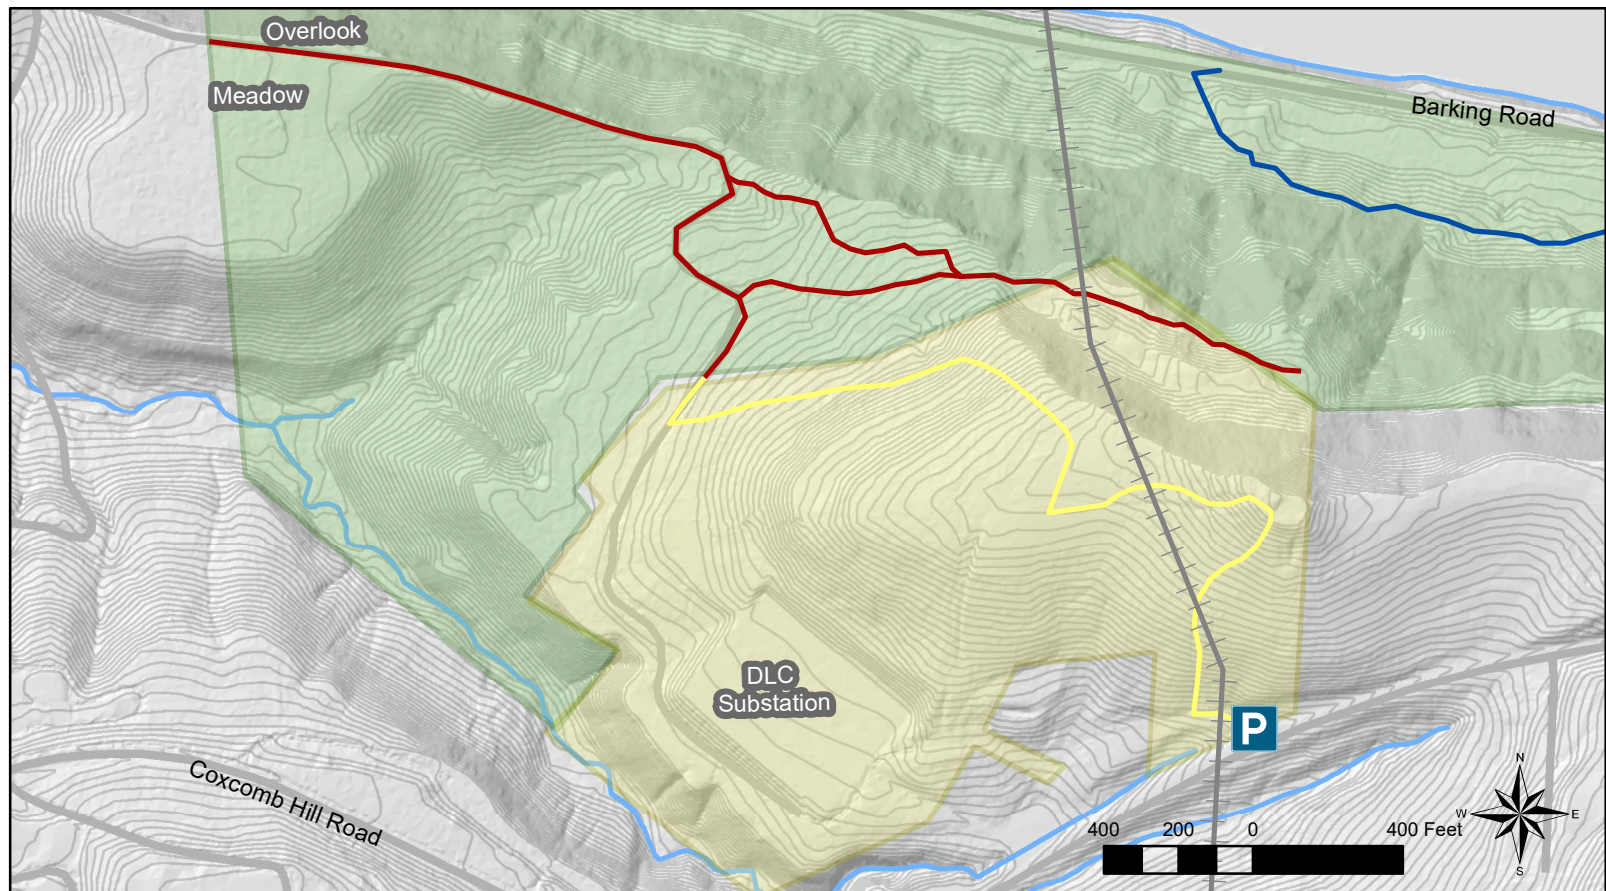 Overlook
Meadow
Barking Road
DLC
Substation
P
Coxcomb Hill Road
N
W
E
S
400 200 0 400 Feet